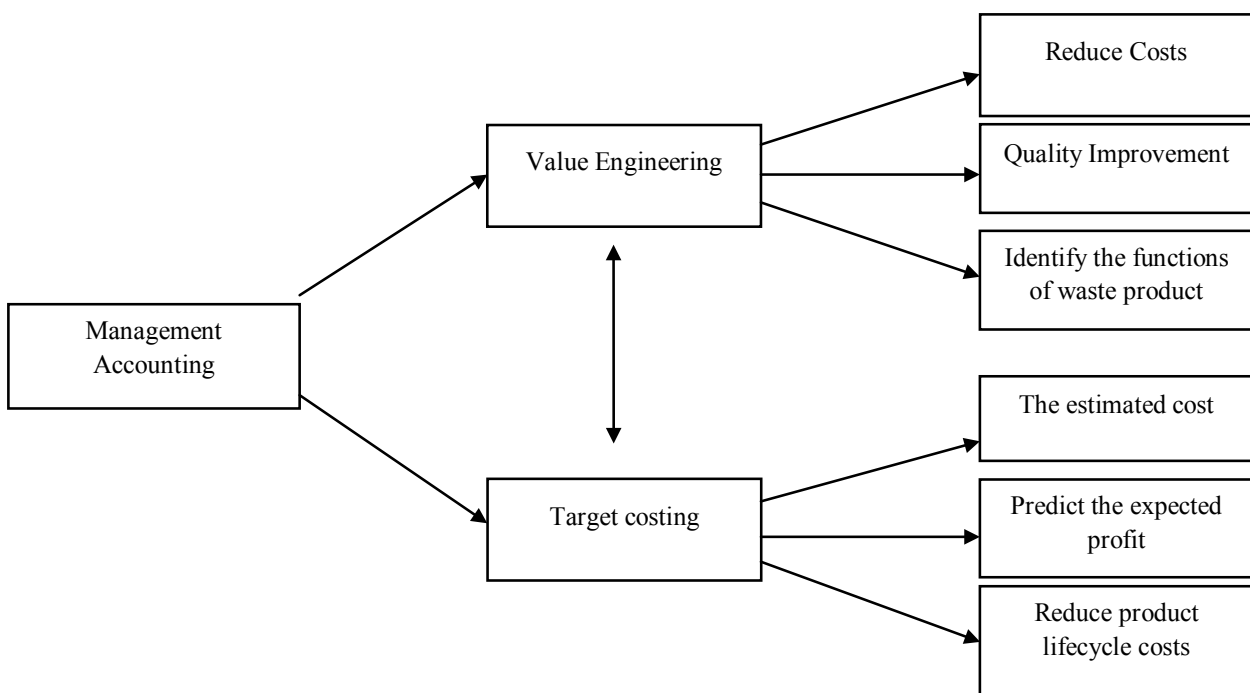 Reduce Costs
Value Engineering
Quality Improvement
Identify the functions
of waste product
Management
Accounting
The estimated cost
Target costing
Predict the expected
profit
Reduce product
lifecycle costs